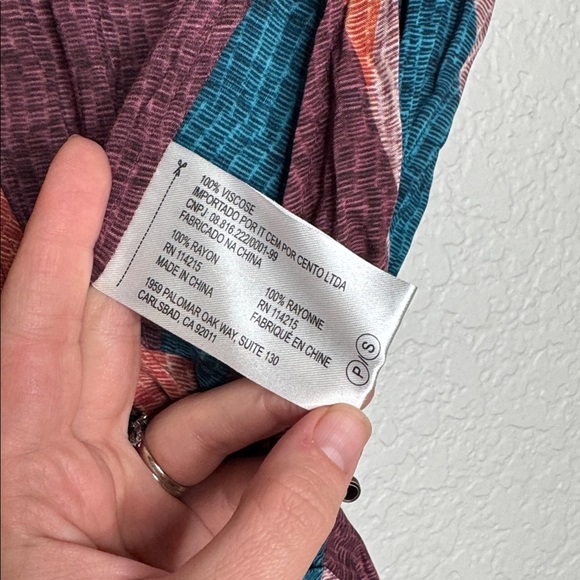 100% VISCOSE
IMPORTADO POR IT CEM POR CENTO LTDA
CNPJ: 08.816.222/0001-99
FABRICADO NA CHINA
100% RAYON
RN 114215
MADE IN CHINA
100% RAYONNE
RN 114215
FABRIQUÉ EN CHINE
1959 PALOMAR OAK WAY, SUITE 130
CARLSBAD, CA 92011
P/S